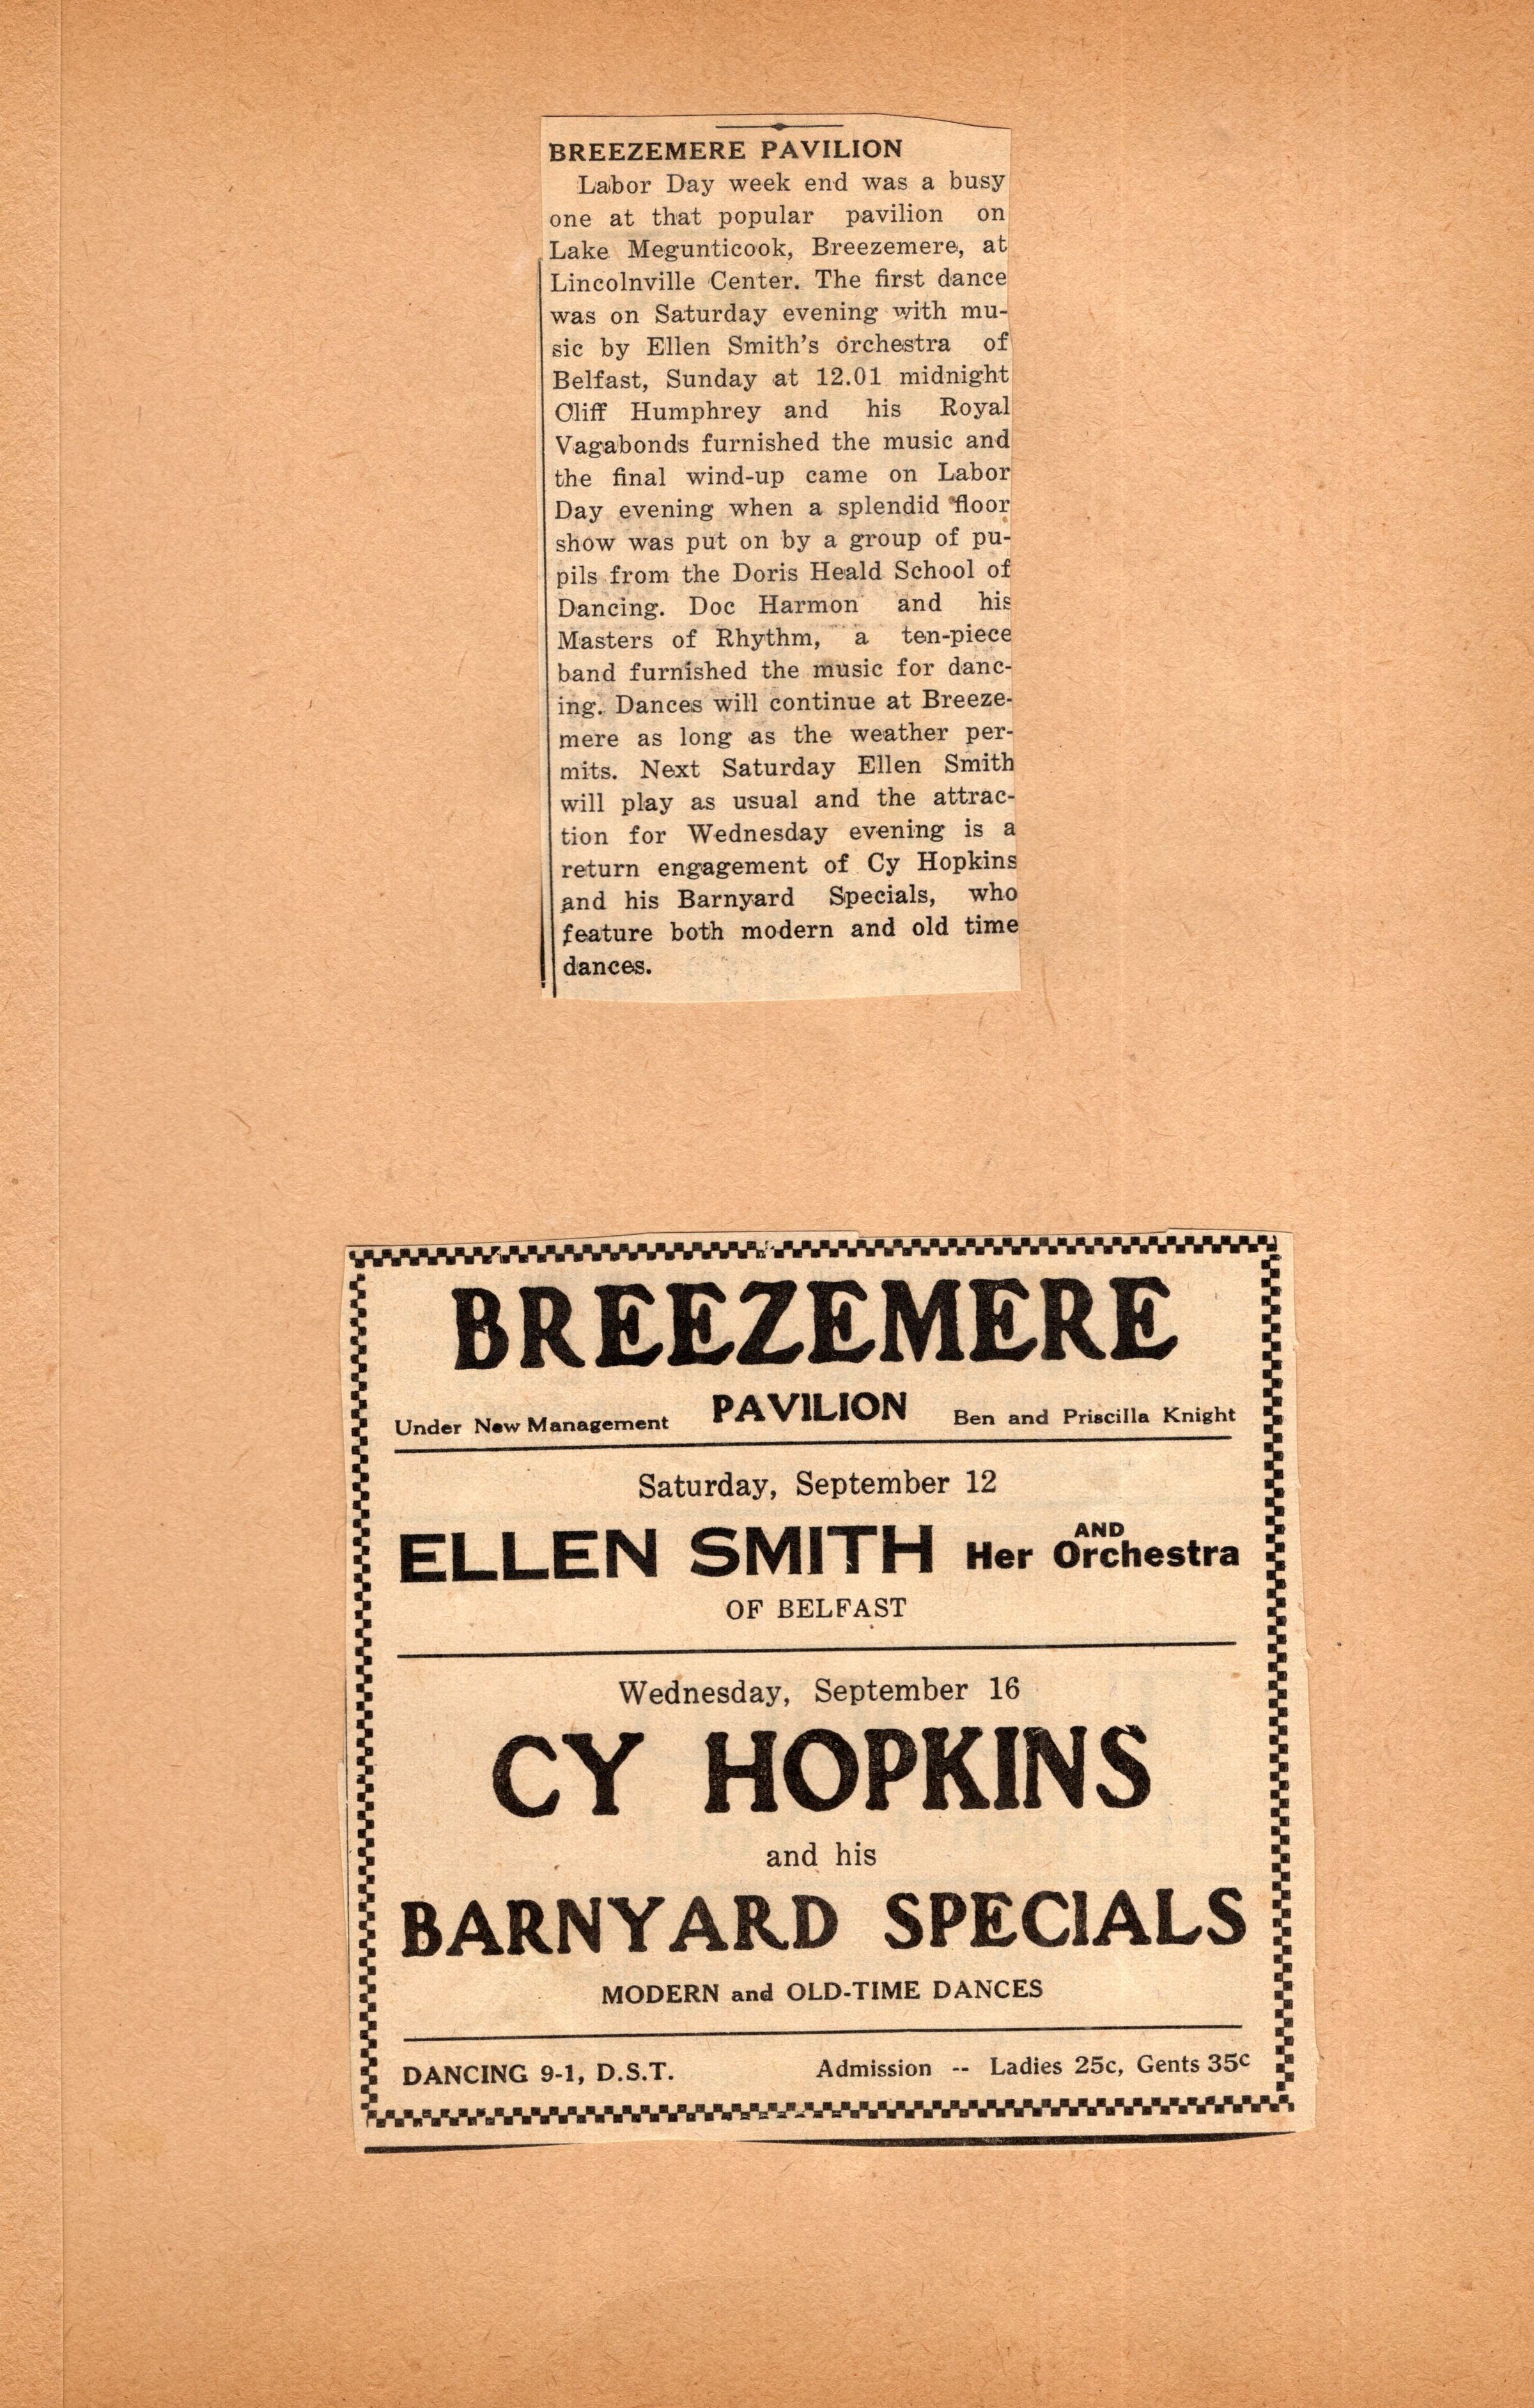 BREEZEMERE PAVILION
Labor Day week end was a busy
one at that popular pavilion on
Lake Megunticook, Breezemere, at
Lincolnville Center. The first dance
was on Saturday evening with mu-
sic by Ellen Smith's orchestra of
Belfast, Sunday at 12.01 midnight
Cliff Humphrey and his Royal
Vagabonds furnished the music and
the final wind-up came on Labor
Day evening when a splendid floor
show was put on by a group of pu-
pils from the Doris Heald School of
Dancing. Doc Harmon and his
Masters of Rhythm, a ten-piece
band furnished the music for danc-
ing. Dances will continue at Breeze-
mere as long as the weather per-
mits. Next Saturday Ellen Smith
will play as usual and the attrac-
tion for Wednesday evening is a
return engagement of Cy Hopkins
and his Barnyard Specials, who
feature both modern and old time
dances.
BREEZEMERE
Under New Management PAVILION Ben and Priscilla Knight
Saturday, September 12
ELLEN SMITH AND Her Orchestra
OF BELFAST
Wednesday, September 16
CY HOPKINS
and his
BARNYARD SPECIALS
MODERN and OLD-TIME DANCES
DANCING 9-1, D.S.T. Admission -- Ladies 25c, Gents 35c